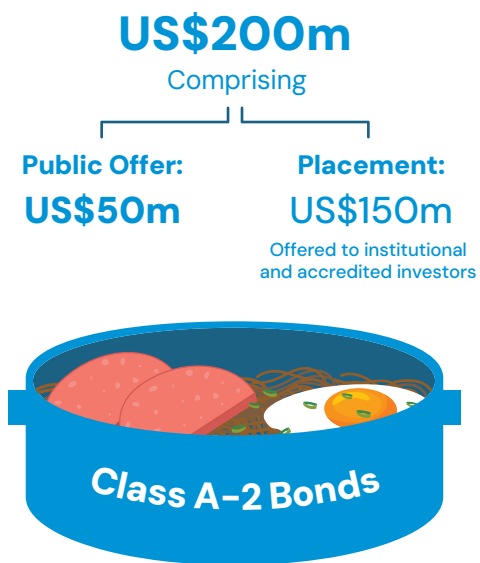 US$200m
Comprising
Public Offer:
US$50m
Placement:
US$150m
Offered to institutional
and accredited investors
Class A-2 Bonds